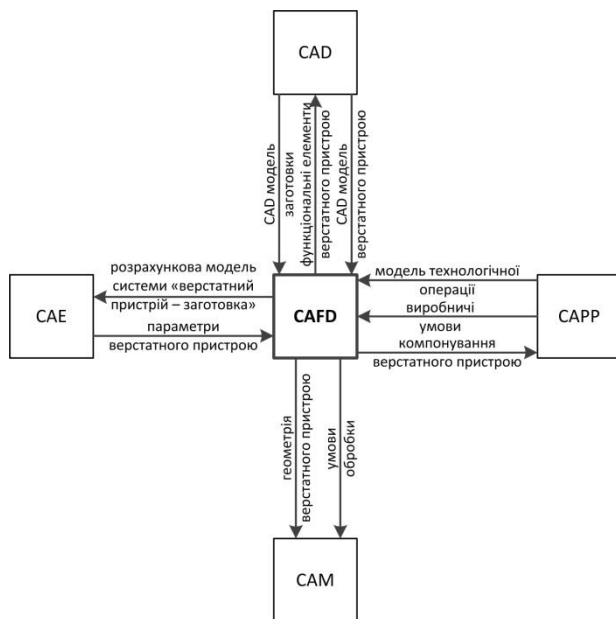 CAD
CAD модель
заготовки
функціональні елементи
верстатного пристрою
CAD модель
верстатного пристрою
розрахункова модель
системи «верстатний
пристрій – заготовка»
параметри
верстатного пристрою
CAE
CAFD
модель технологічної
операції
виробничі
умови
компонування
верстатного пристрою
CAPP
геометрія
верстатного пристрою
умови
обробки
CAM